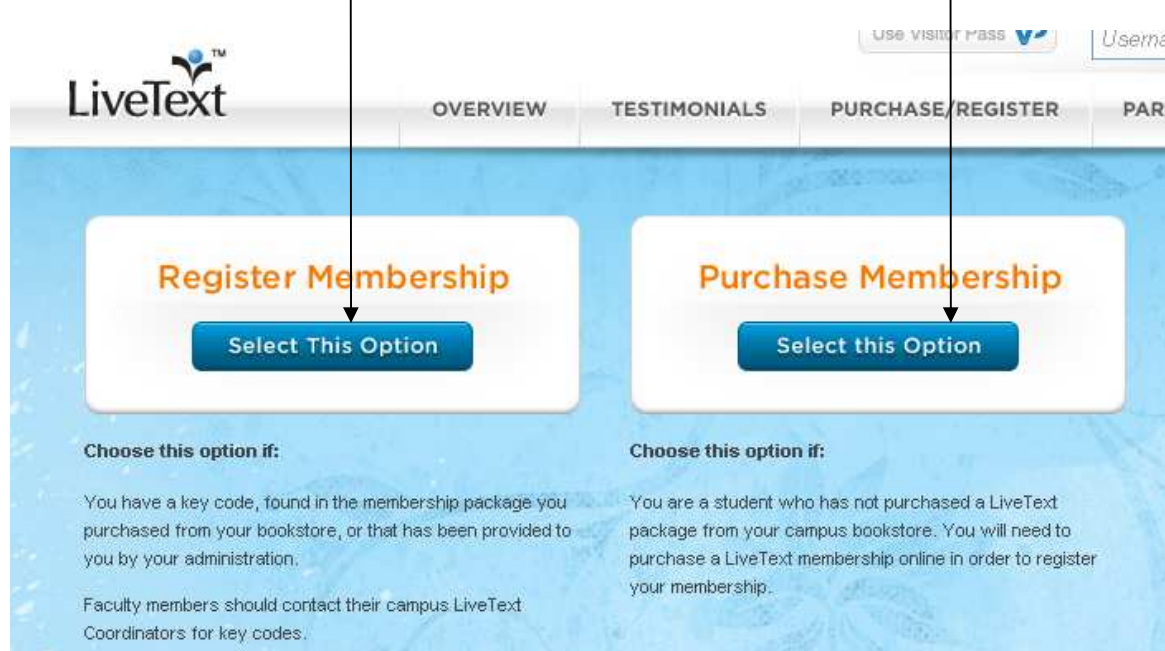 Use Visitor Pass
LiveText™
OVERVIEW TESTIMONIALS PURCHASE/REGISTER
Register Membership
Select This Option
Choose this option if:
You have a key code, found in the membership package you
purchased from your bookstore, or that has been provided to
you by your administration.
Faculty members should contact their campus LiveText
Coordinators for key codes.
Purchase Membership
Select this Option
Choose this option if:
You are a student who has not purchased a LiveText
package from your campus bookstore. You will need to
purchase a LiveText membership online in order to register
your membership.